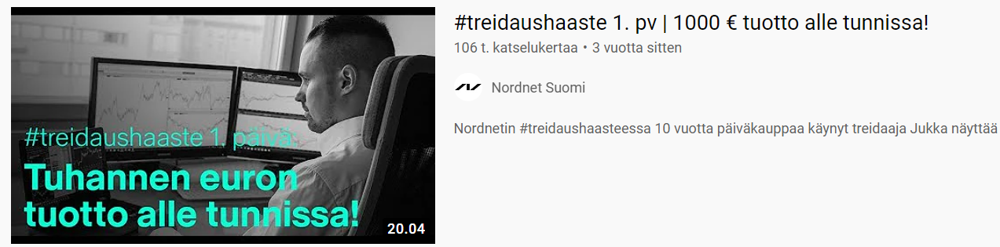 #treidaushaaste 1. päivä:
Tuhannen euron
tuotto alle tunnissa!
20.04
#treidaushaaste 1. pv | 1000 € tuotto alle tunnissa!
106 t. katselukertaa • 3 vuotta sitten
Nordnet Suomi
Nordnetin #treidaushaasteessa 10 vuotta päiväkauppaa käynyt treidaaja Jukka näyttää